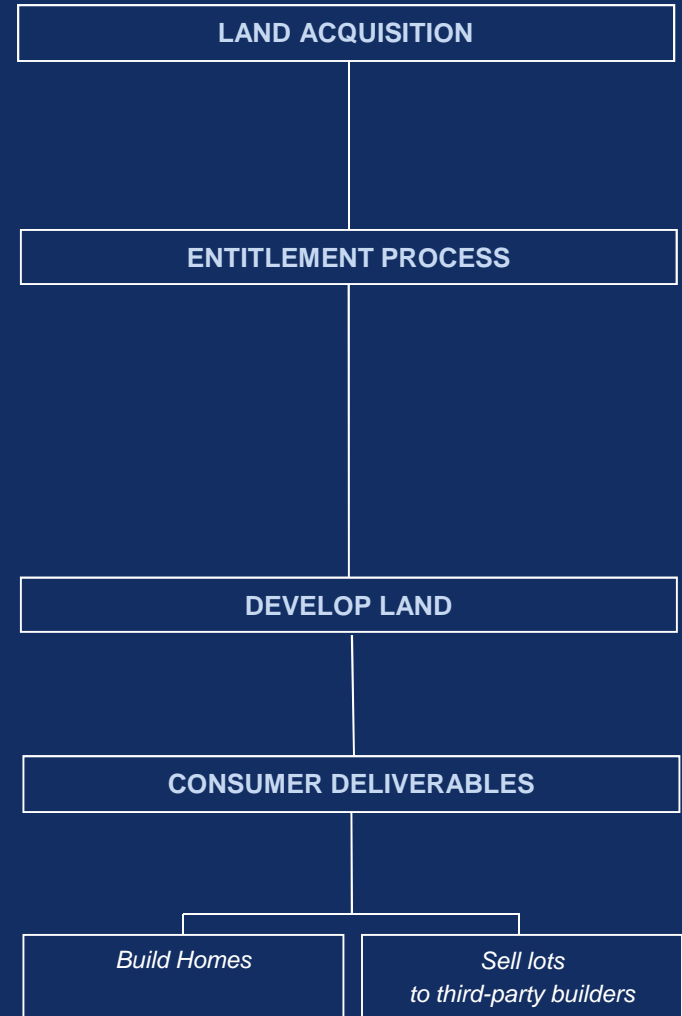 LAND ACQUISITION
ENTITLEMENT PROCESS
DEVELOP LAND
CONSUMER DELIVERABLES
Build Homes
Sell lots
to third-party builders